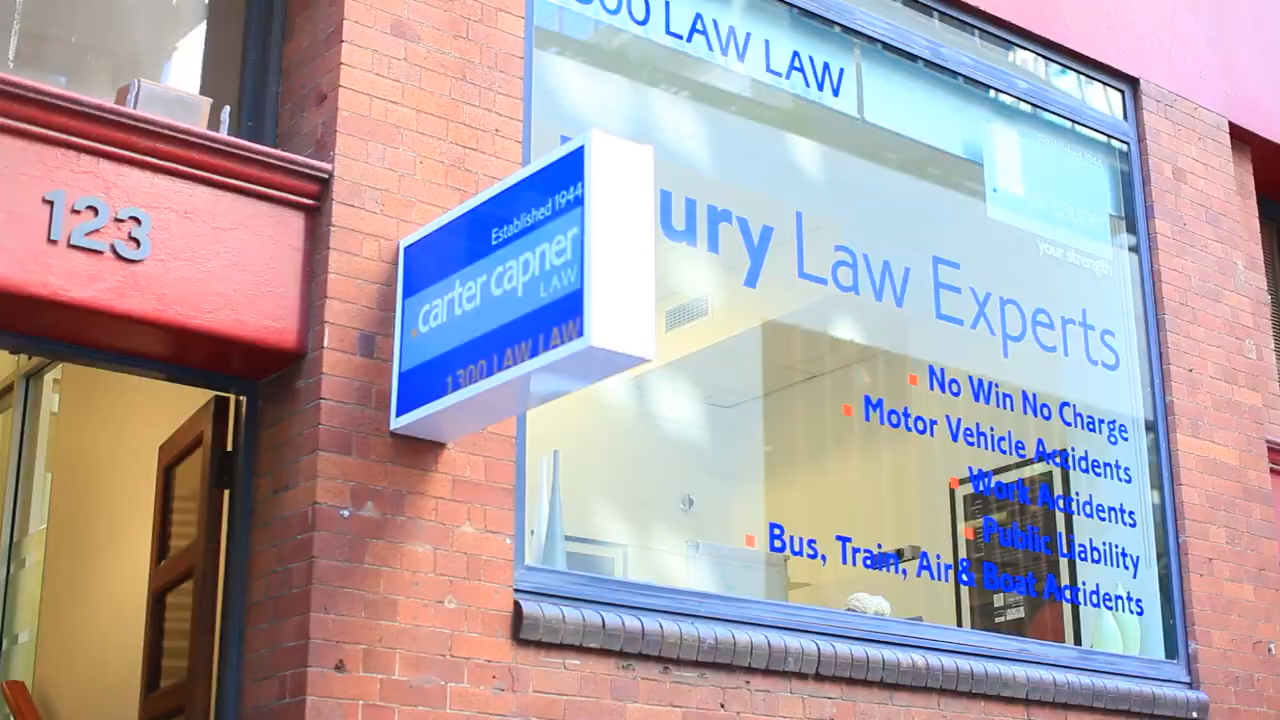 300 LAW LAW
123
Established 1944
carter capner
LAW
1300 LAW LAW
ury Law Experts
your strength
No Win No Charge
Motor Vehicle Accidents
Work Accidents
Public Liability
Bus, Train, Air & Boat Accidents